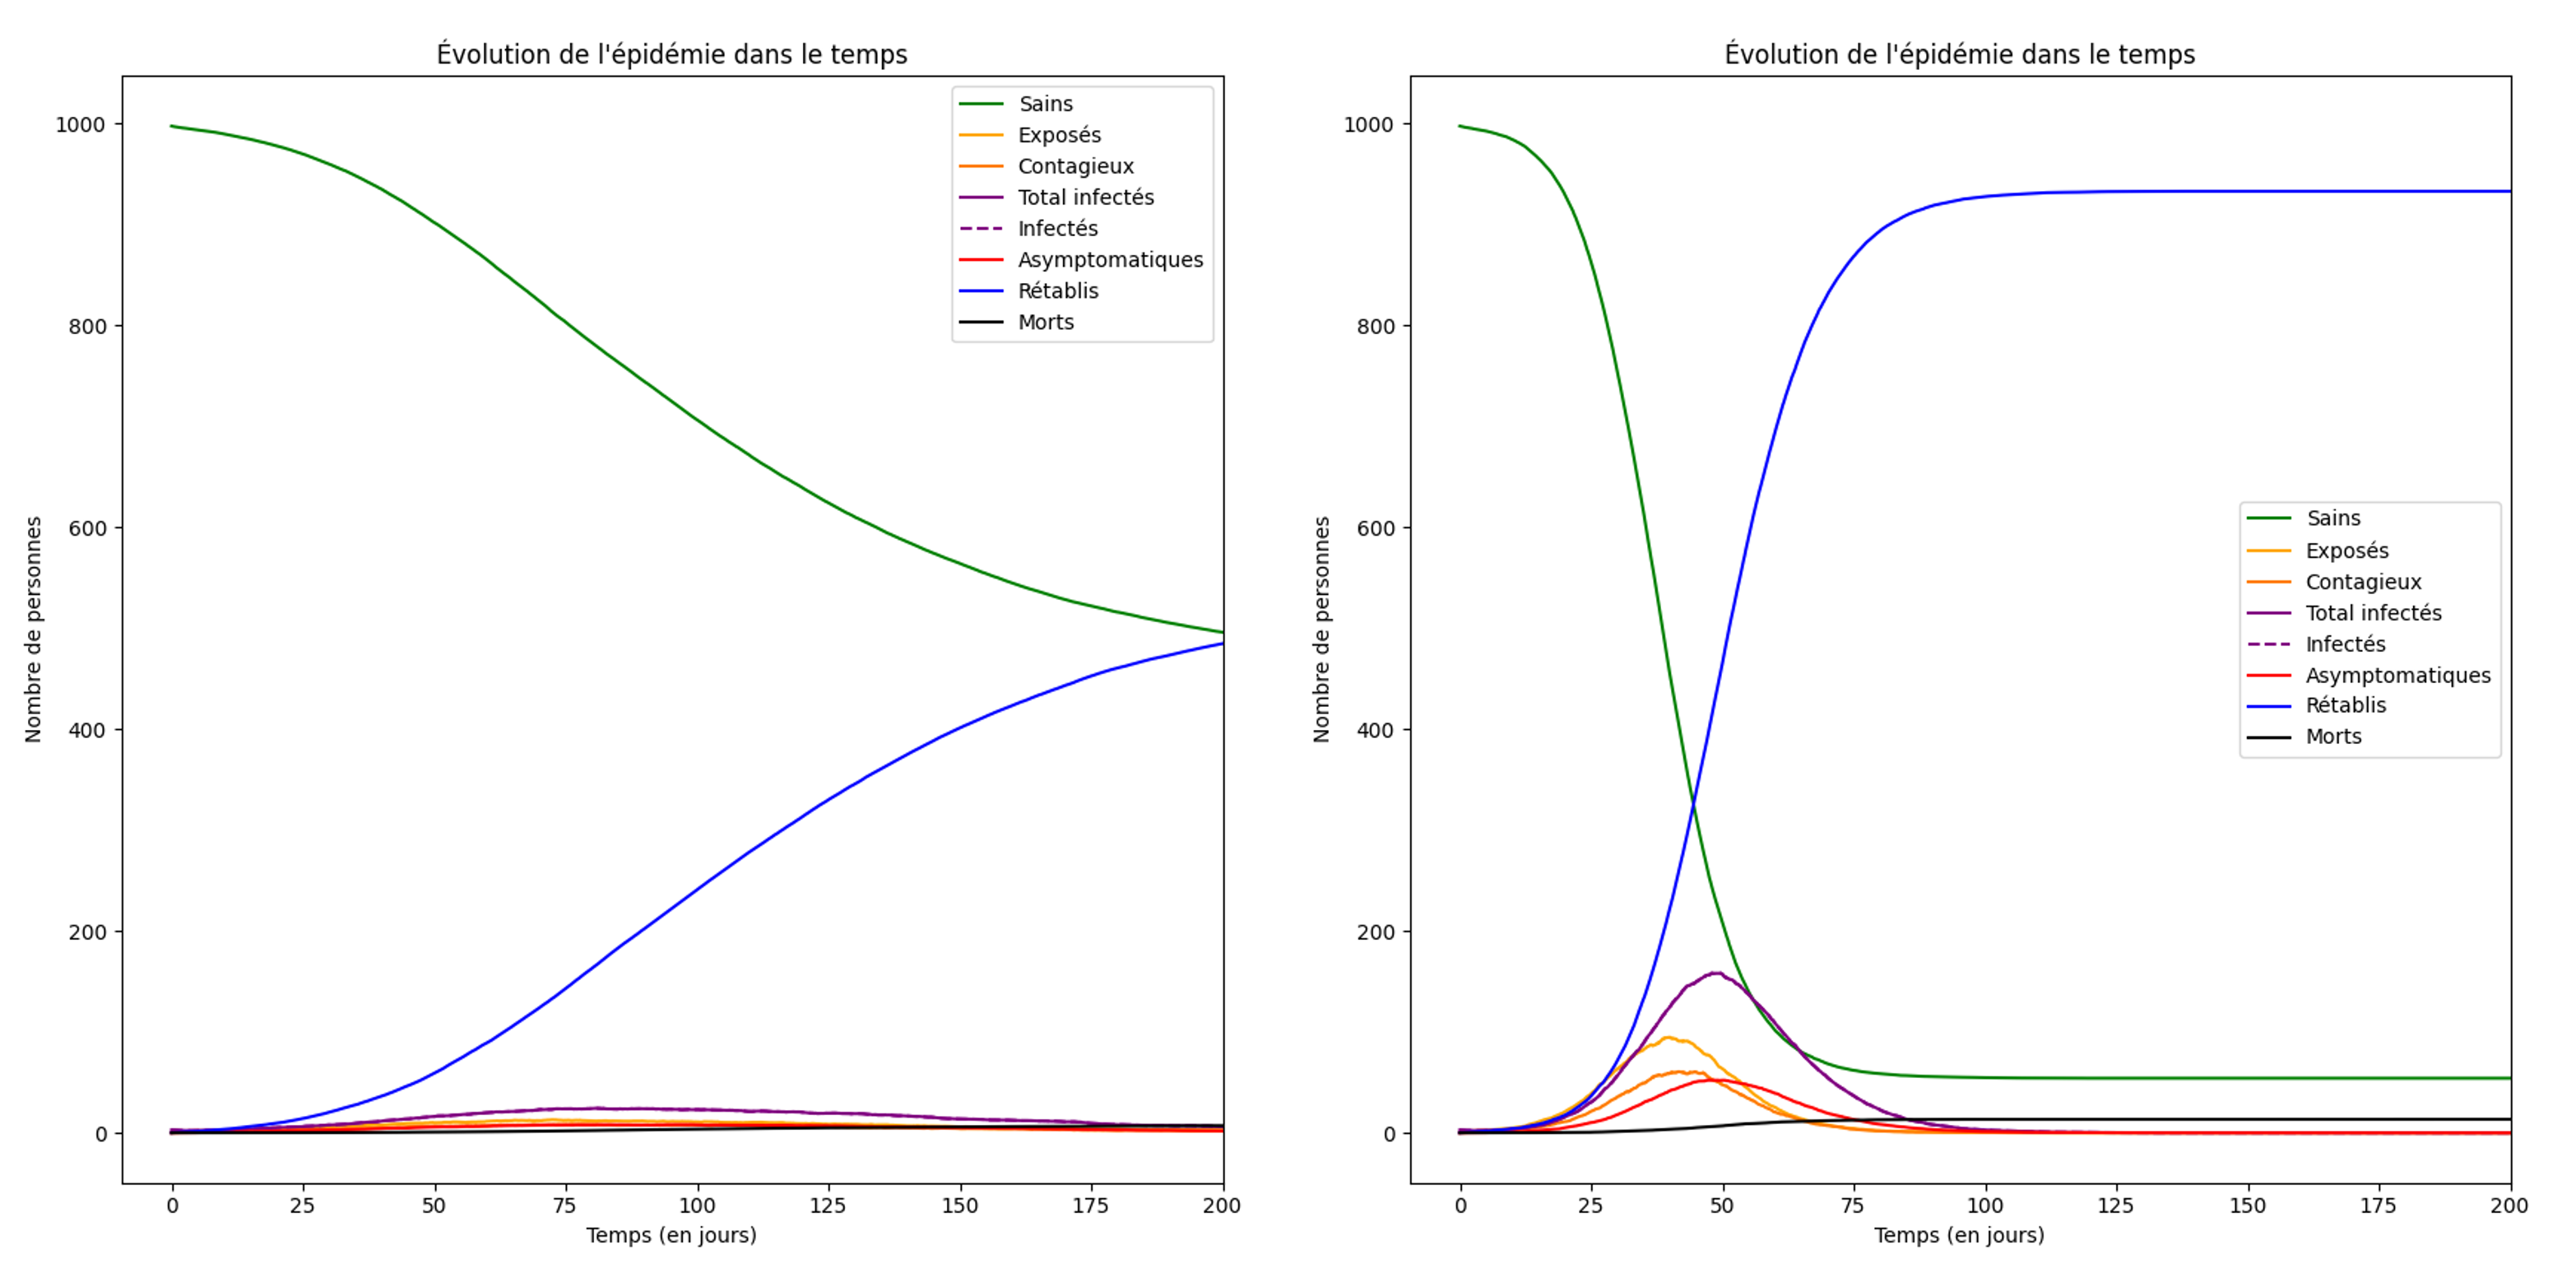 Évolution de l'épidémie dans le temps
1000
800
600
400
200
0
Nombre de personnes
Sains
Exposés
Contagieux
Total infectés
Infectés
Asymptomatiques
Rétablis
Morts
0 25 50 75 100 125 150 175 200
Temps (en jours)
Évolution de l'épidémie dans le temps
1000
800
600
400
200
0
Nombre de personnes
Sains
Exposés
Contagieux
Total infectés
Infectés
Asymptomatiques
Rétablis
Morts
0 25 50 75 100 125 150 175 200
Temps (en jours)